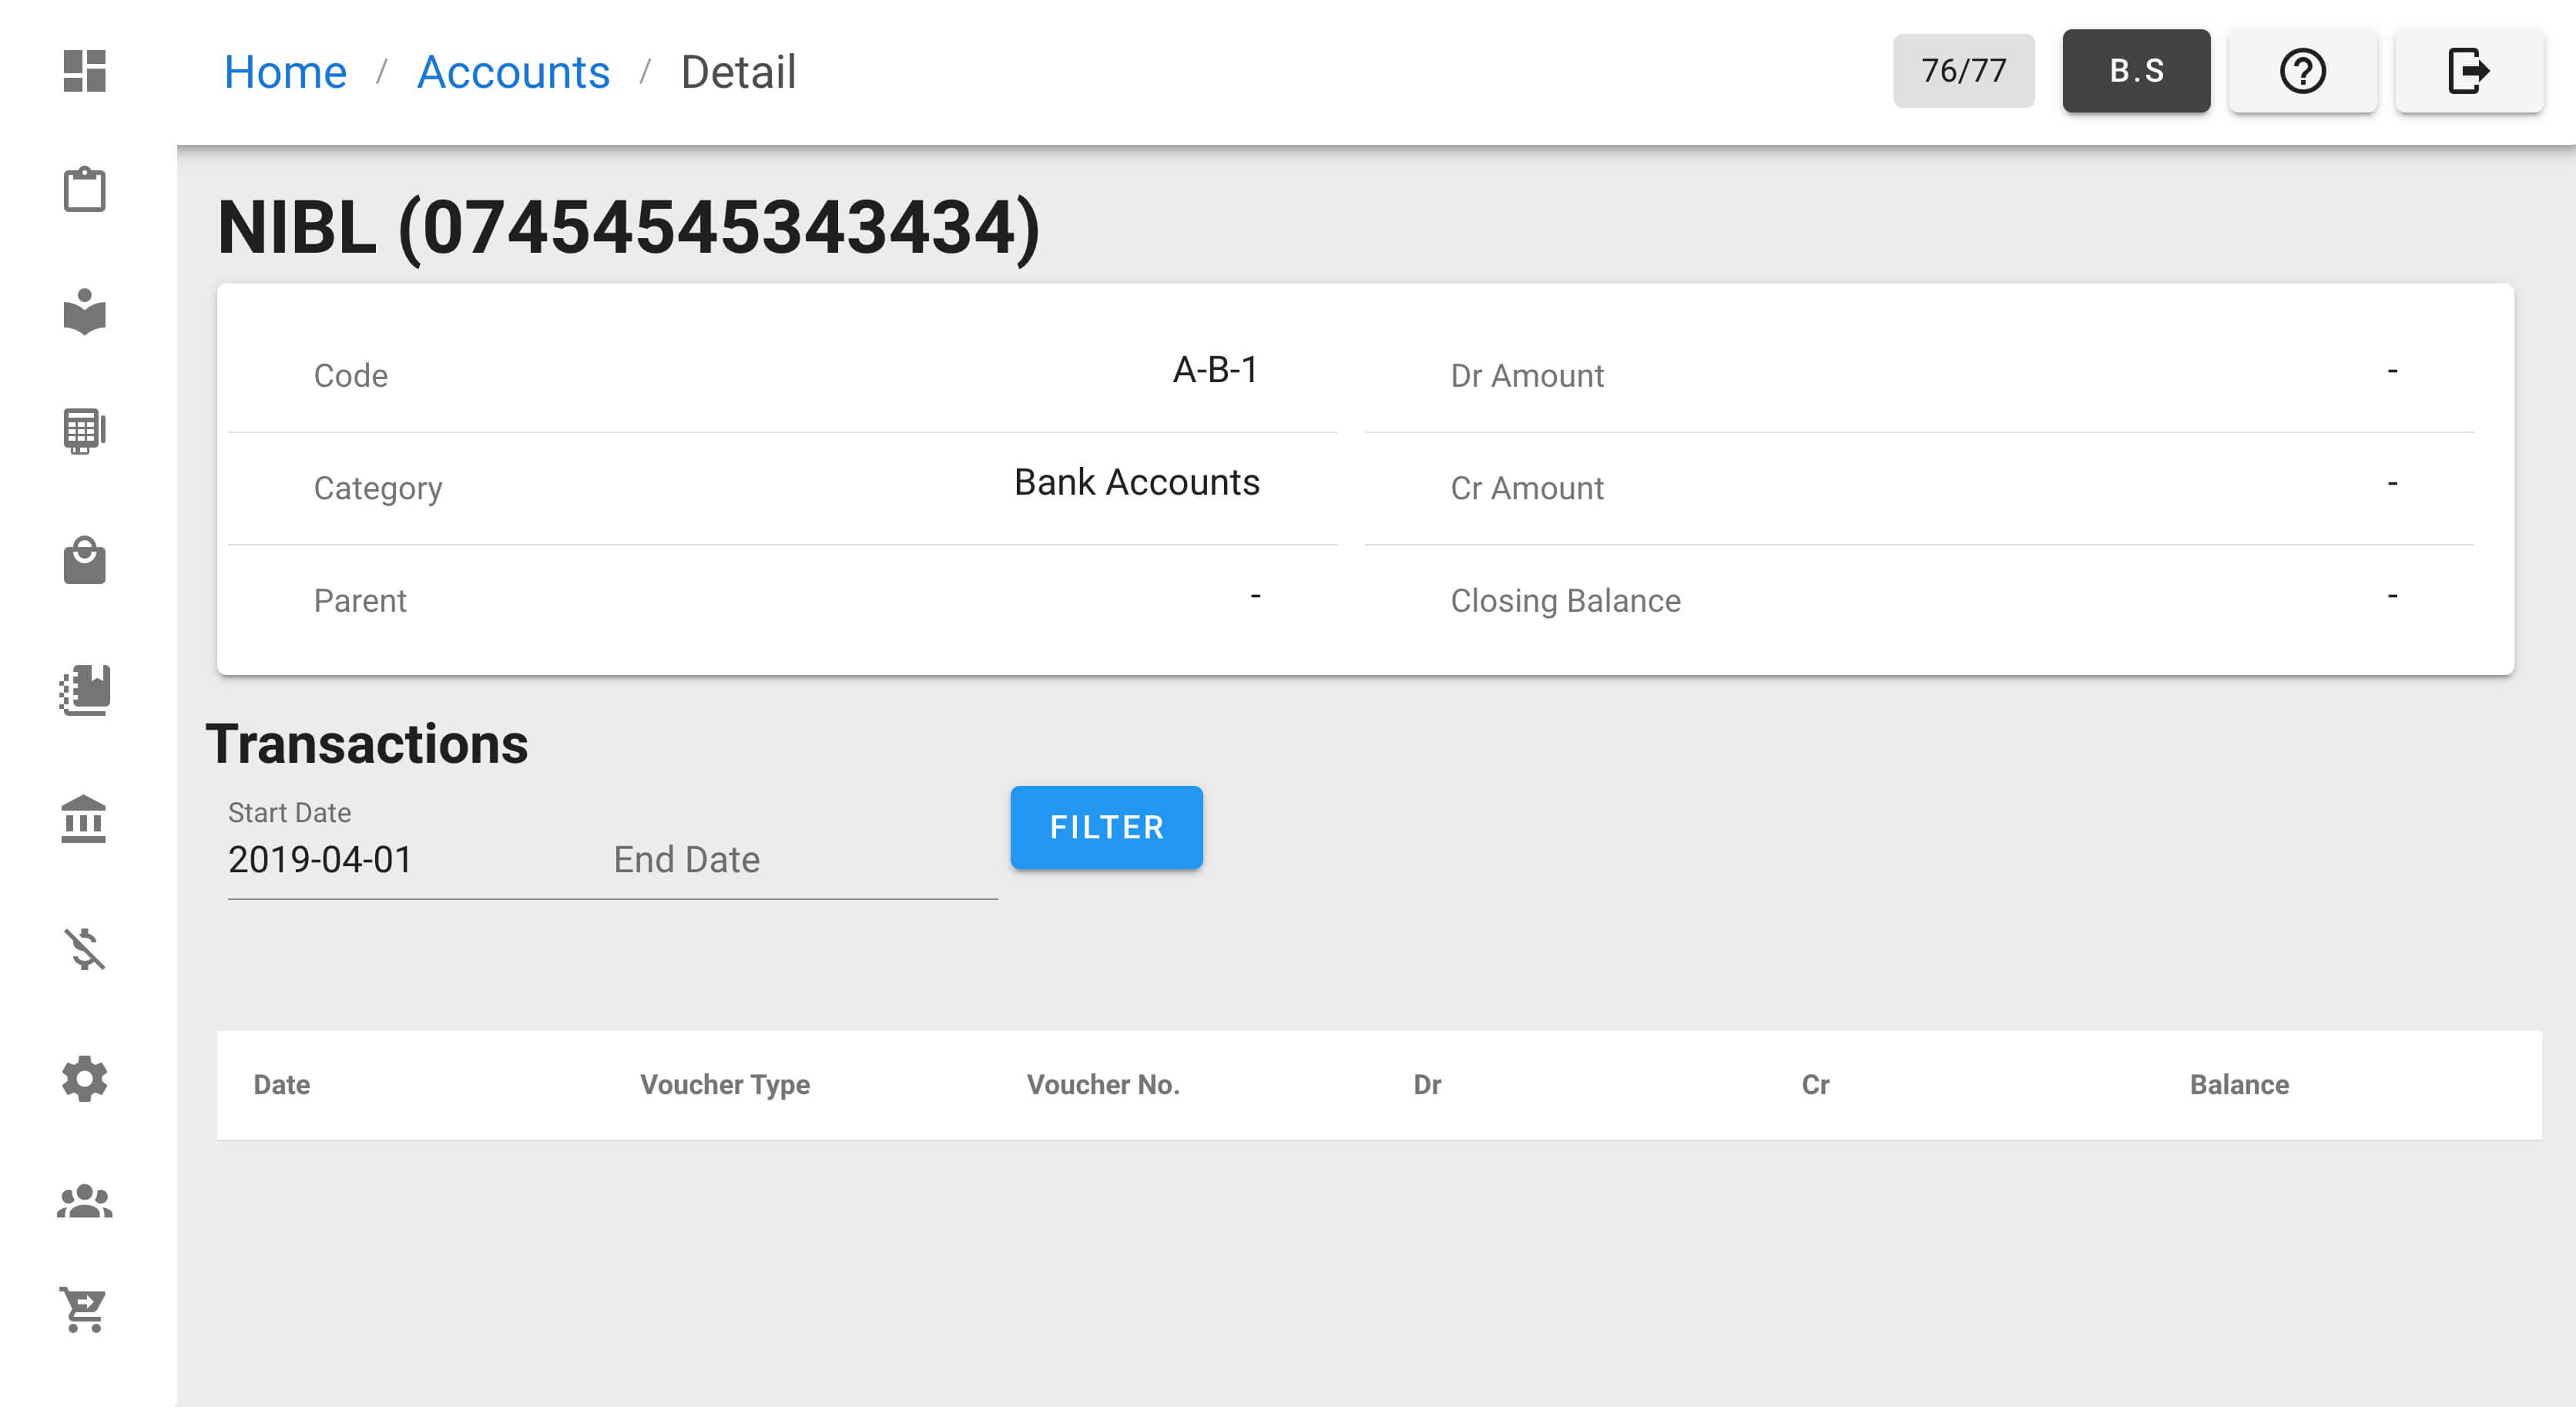 Home / Accounts / Detail
76/77
B.S
NIBL (07454545343434)
Code A-B-1
Dr Amount -
Category Bank Accounts
Cr Amount -
Parent -
Closing Balance -
Transactions
Start Date
2019-04-01
End Date
FILTER
Date Voucher Type Voucher No. Dr Cr Balance